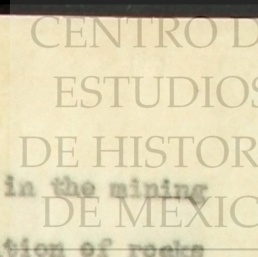 CENTRO D
ESTUDIOS
DE HISTOR
in the mining
DE MEXIC
tion of rocks